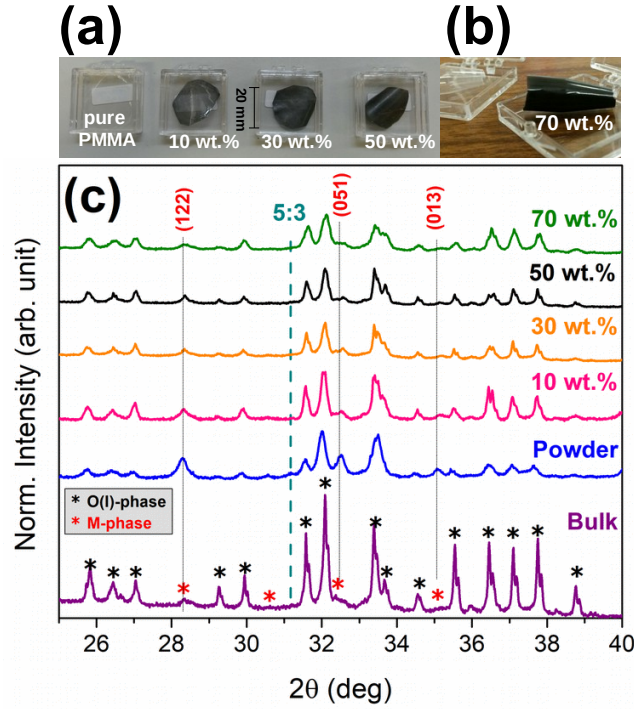 (a)
(b)
pure
PMMA
10 wt.%
20 mm
30 wt.%
50 wt.%
70 wt.%
(c)
(122)
5:3
(051)
(013)
70 wt.%
50 wt.%
30 wt.%
10 wt.%
Powder
Bulk
* O(I)-phase
* M-phase
Norm. Intensity (arb. unit)
26 28 30 32 34 36 38 40
2θ (deg)